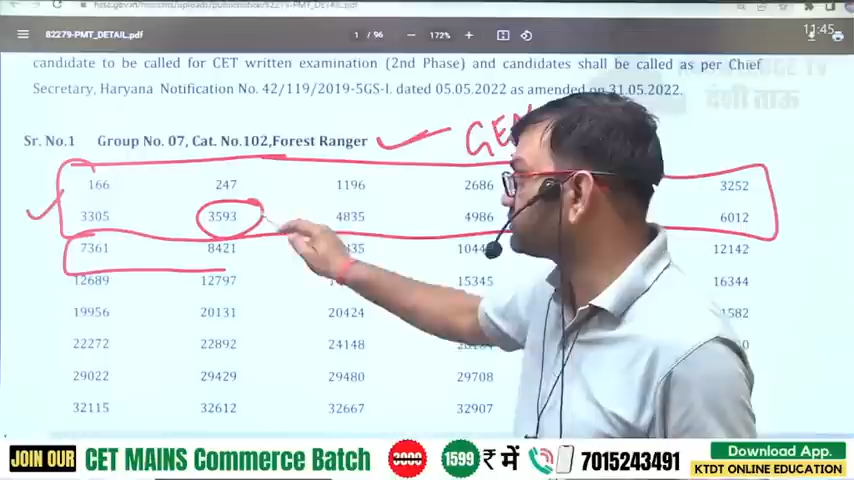 11:45
82279-PMT_DETAIL.pdf 1 / 96 172%
candidate to be called for CET written examination (2nd Phase) and candidates shall be called as per Chief
Secretary, Haryana Notification No. 42/119/2019-5GS-I. dated 05.05.2022 as amended on 31.05.2022.
KNOWLEDGE TV
देसी ताऊ
Sr. No.1 Group No. 07, Cat. No.102,Forest Ranger
166 247 1196 2686 3252
3305 3593 4835 4986 6012
7361 8421 12142
12689 12797 15345 16344
19956 20131 20424
22272 22892 24148
29022 29429 29480 29708
32115 32612 32667 32907
JOIN OUR CET MAINS Commerce Batch 3000 1599 ₹ में 7015243491 Download App.
KTDT ONLINE EDUCATION